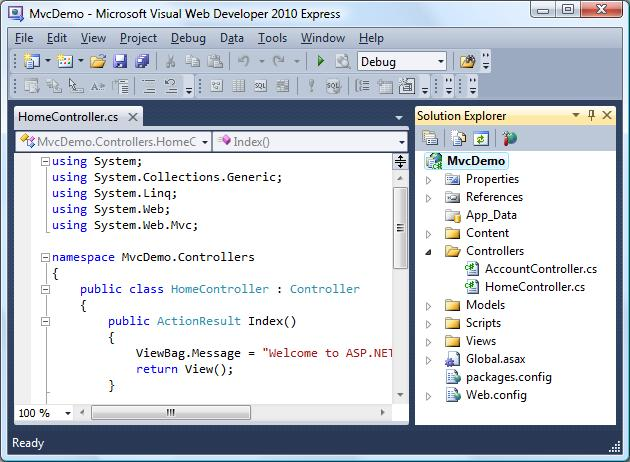 MvcDemo - Microsoft Visual Web Developer 2010 Express
File Edit View Project Debug Data Tools Window Help
Debug
SQL
HomeController.cs
MvcDemo.Controllers.HomeC
Index()
using System;
using System.Collections.Generic;
using System.Linq;
using System.Web;
using System.Web.Mvc;
namespace MvcDemo.Controllers
{
public class HomeController : Controller
{
public ActionResult Index()
{
ViewBag.Message = "Welcome to ASP.NET
return View();
}
100 %
Solution Explorer
MvcDemo
Properties
References
App_Data
Content
Controllers
AccountController.cs
HomeController.cs
Models
Scripts
Views
Global.asax
packages.config
Web.config
Ready